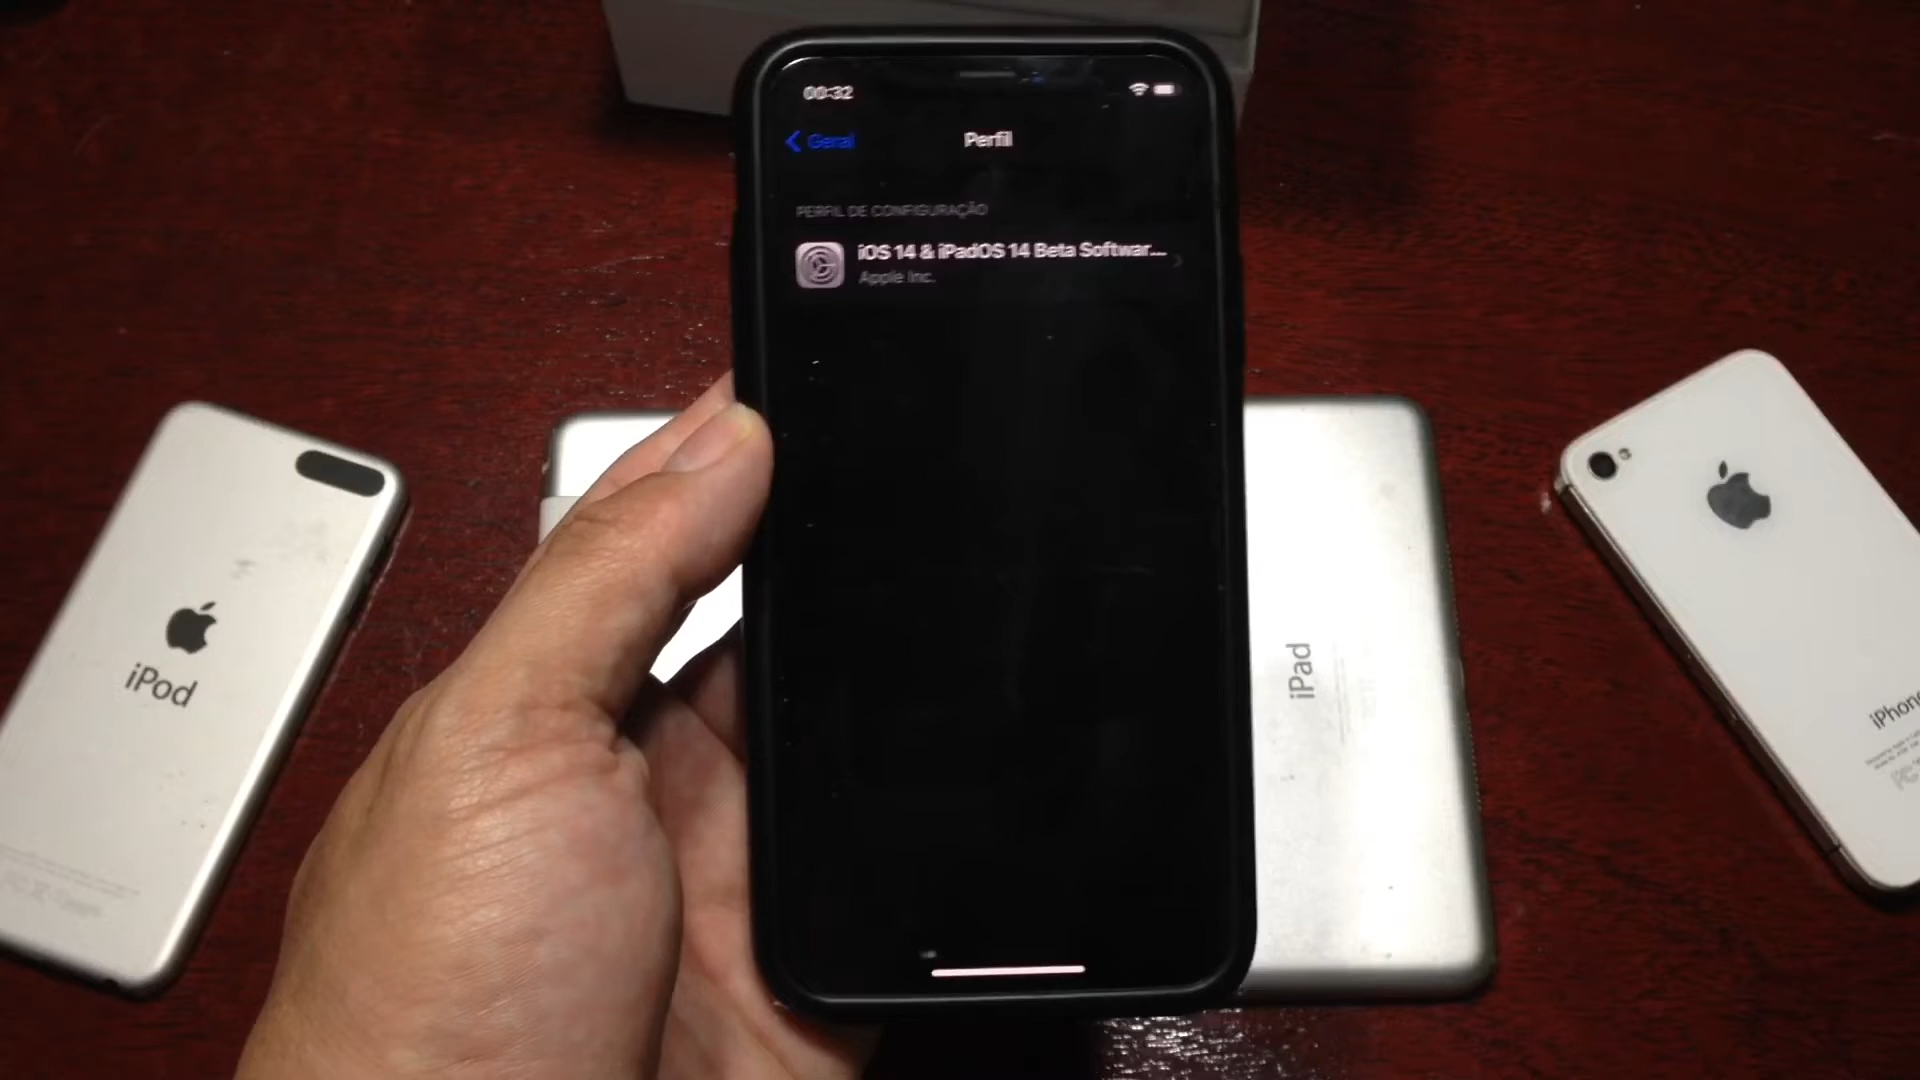 00:32
Geral
Perfil
PERFIL DE CONFIGURAÇÃO
iOS 14 & iPadOS 14 Beta Softwar...
Apple Inc.
iPod
iPad
iPhone